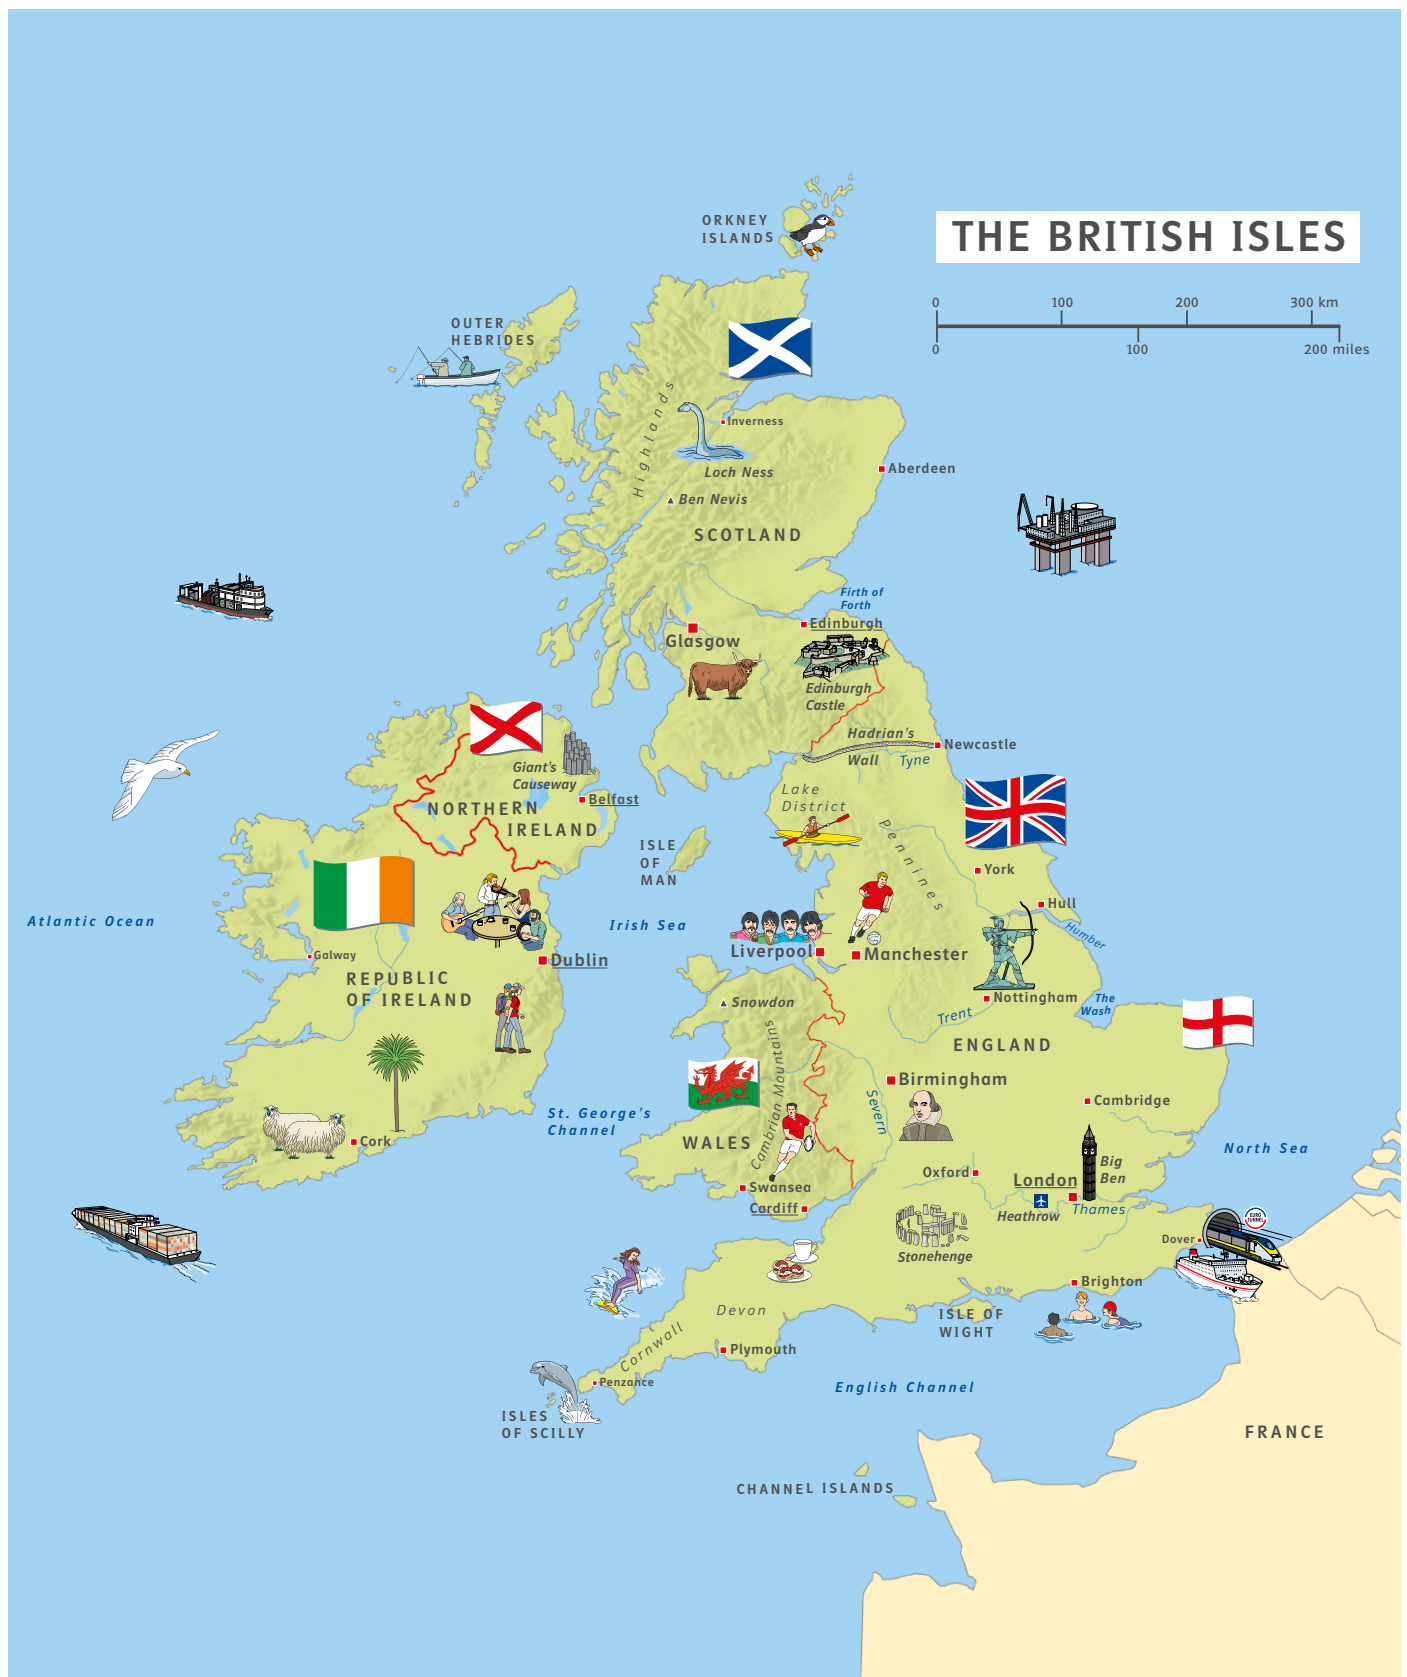 ORKNEY
ISLANDS
THE BRITISH ISLES
0 100 200 300 km
0 100 200 miles
OUTER
HEBRIDES
Highlands
Inverness
Loch Ness
Aberdeen
Ben Nevis
SCOTLAND
Firth of
Forth
Edinburgh
Glasgow
Edinburgh
Castle
Hadrian's
Wall
Newcastle
Tyne
Giant's
Causeway
Belfast
NORTHERN
IRELAND
Lake
District
Pennines
ISLE
OF
MAN
York
Hull
Humber
Atlantic Ocean
Irish Sea
Liverpool
Manchester
Galway
Dublin
REPUBLIC
OF IRELAND
Snowdon
Nottingham
The
Wash
Trent
ENGLAND
Cambrian Mountains
Birmingham
Severn
Cambridge
St. George's
Channel
Cork
WALES
North Sea
Big
Ben
Oxford
London
Swansea
Cardiff
Heathrow
Thames
Stonehenge
EURO
TUNNEL
Dover
Brighton
Devon
ISLE OF
WIGHT
Cornwall
Plymouth
Penzance
English Channel
ISLES
OF SCILLY
FRANCE
CHANNEL ISLANDS